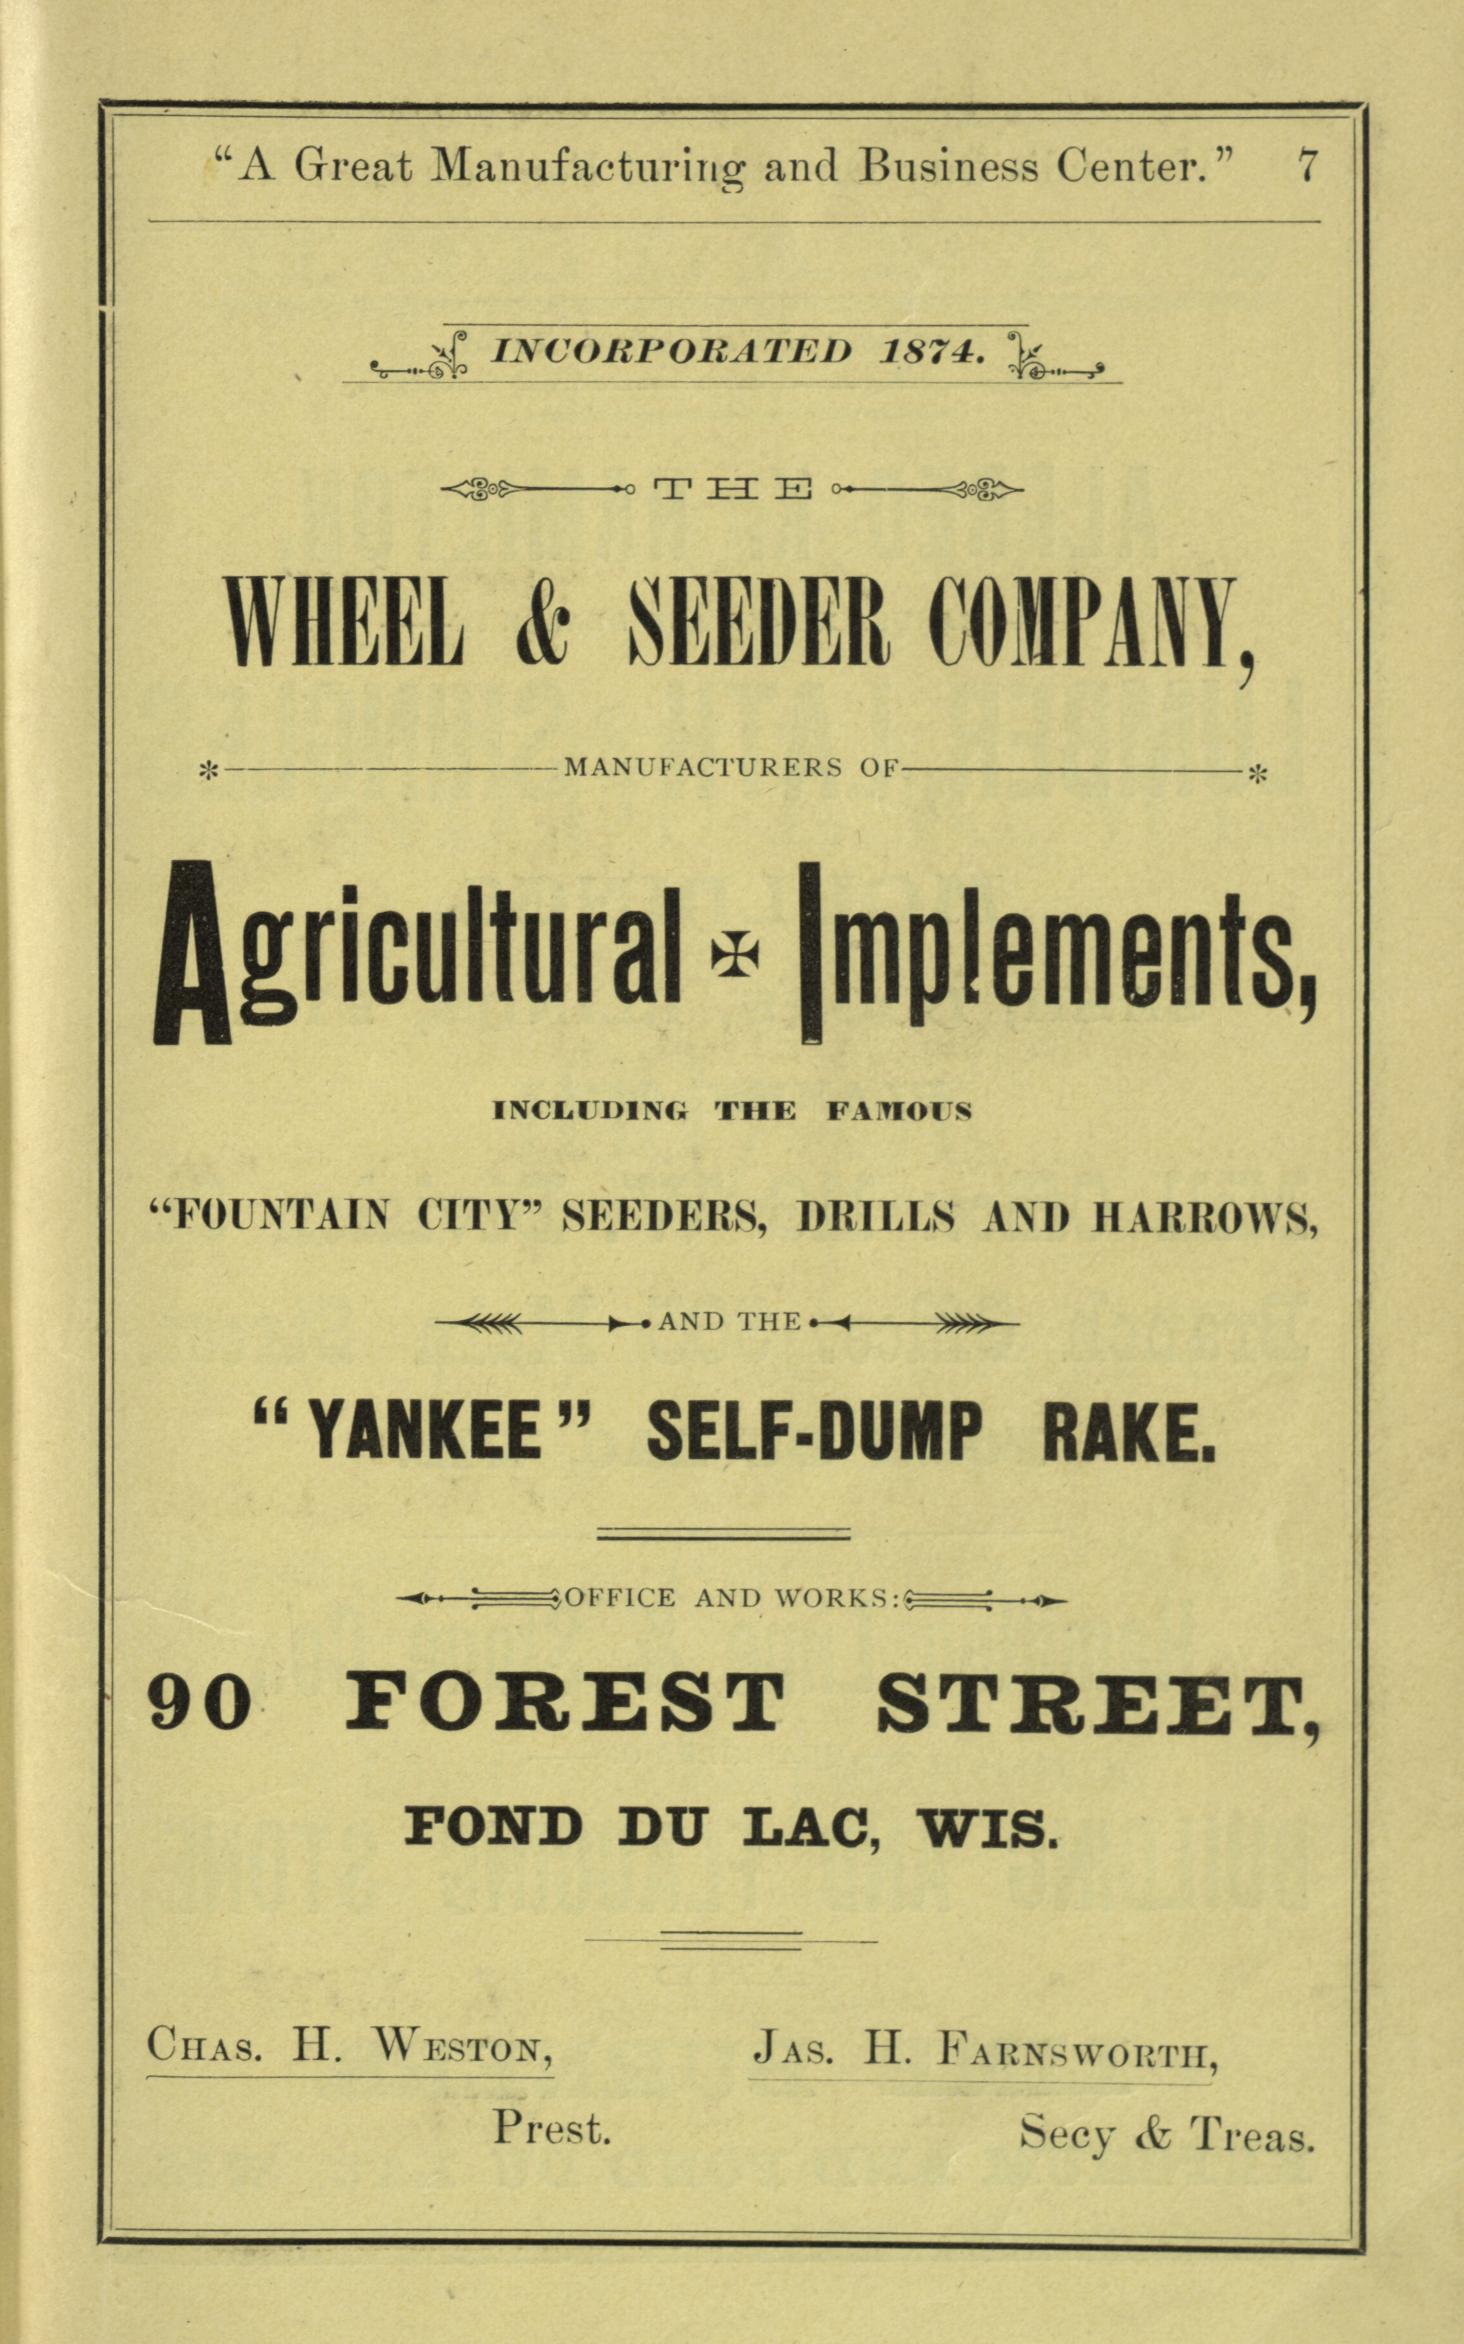 “A Great Manufacturing and Business Center.” 7
INCORPORATED 1874.
THE
WHEEL & SEEDER COMPANY,
MANUFACTURERS OF
Agricultural Implements,
INCLUDING THE FAMOUS
“FOUNTAIN CITY” SEEDERS, DRILLS AND HARROWS,
AND THE
“YANKEE” SELF-DUMP RAKE.
OFFICE AND WORKS:
90 FOREST STREET,
FOND DU LAC, WIS.
CHAS. H. WESTON, JAS. H. FARNSWORTH,
Prest. Secy & Treas.